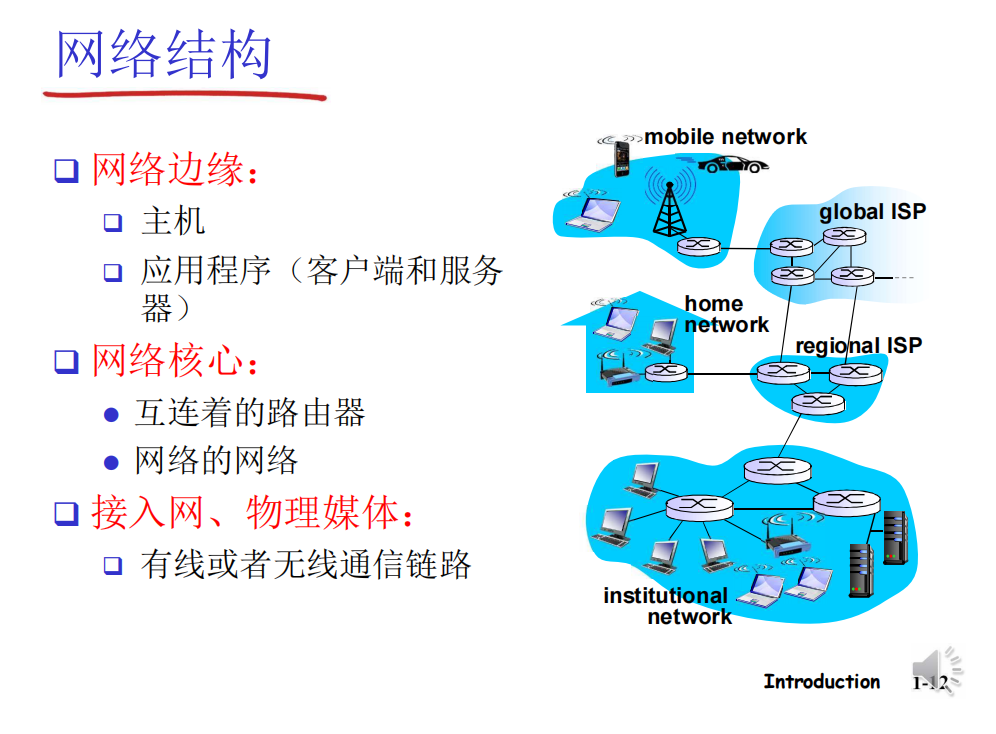 网络结构
网络边缘：
主机
应用程序（客户端和服务
器）
网络核心：
互连着的路由器
网络的网络
接入网、物理媒体：
有线或者无线通信链路
mobile network
global ISP
home
network
regional ISP
institutional
network
Introduction
1-12